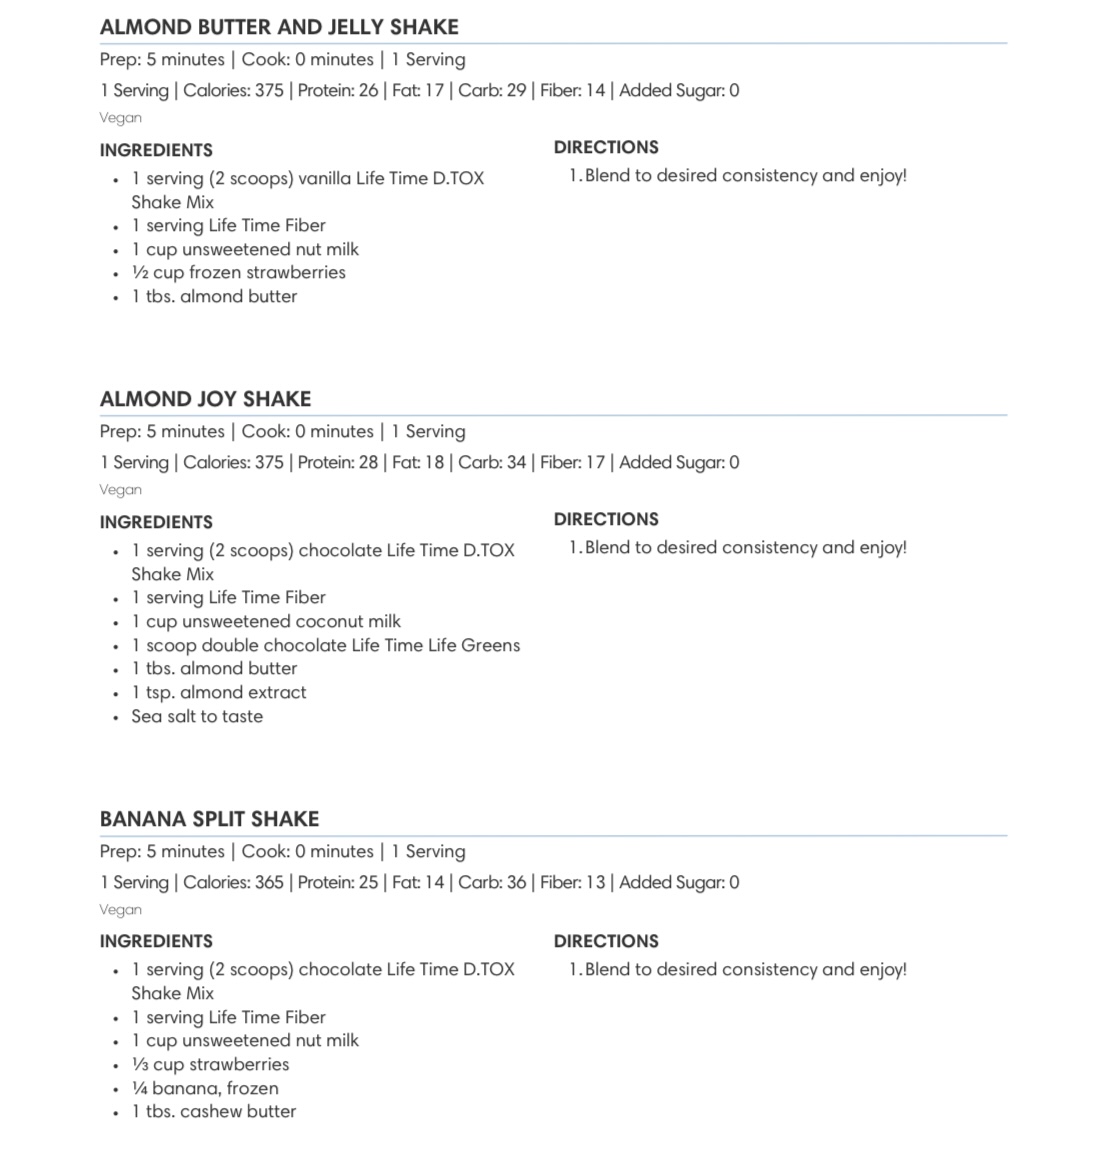 ALMOND BUTTER AND JELLY SHAKE
Prep: 5 minutes | Cook: 0 minutes | 1 Serving
1 Serving | Calories: 375 | Protein: 26 | Fat: 17 | Carb: 29 | Fiber: 14 | Added Sugar: 0
Vegan
INGREDIENTS
• 1 serving (2 scoops) vanilla Life Time D.TOX
Shake Mix
• 1 serving Life Time Fiber
• 1 cup unsweetened nut milk
• ½ cup frozen strawberries
• 1 tbs. almond butter
DIRECTIONS
1. Blend to desired consistency and enjoy!
ALMOND JOY SHAKE
Prep: 5 minutes | Cook: 0 minutes | 1 Serving
1 Serving | Calories: 375 | Protein: 28 | Fat: 18 | Carb: 34 | Fiber: 17 | Added Sugar: 0
Vegan
INGREDIENTS
• 1 serving (2 scoops) chocolate Life Time D.TOX
Shake Mix
• 1 serving Life Time Fiber
• 1 cup unsweetened coconut milk
• 1 scoop double chocolate Life Time Life Greens
• 1 tbs. almond butter
• 1 tsp. almond extract
• Sea salt to taste
DIRECTIONS
1. Blend to desired consistency and enjoy!
BANANA SPLIT SHAKE
Prep: 5 minutes | Cook: 0 minutes | 1 Serving
1 Serving | Calories: 365 | Protein: 25 | Fat: 14 | Carb: 36 | Fiber: 13 | Added Sugar: 0
Vegan
INGREDIENTS
• 1 serving (2 scoops) chocolate Life Time D.TOX
Shake Mix
• 1 serving Life Time Fiber
• 1 cup unsweetened nut milk
• ⅓ cup strawberries
• ¼ banana, frozen
• 1 tbs. cashew butter
DIRECTIONS
1. Blend to desired consistency and enjoy!